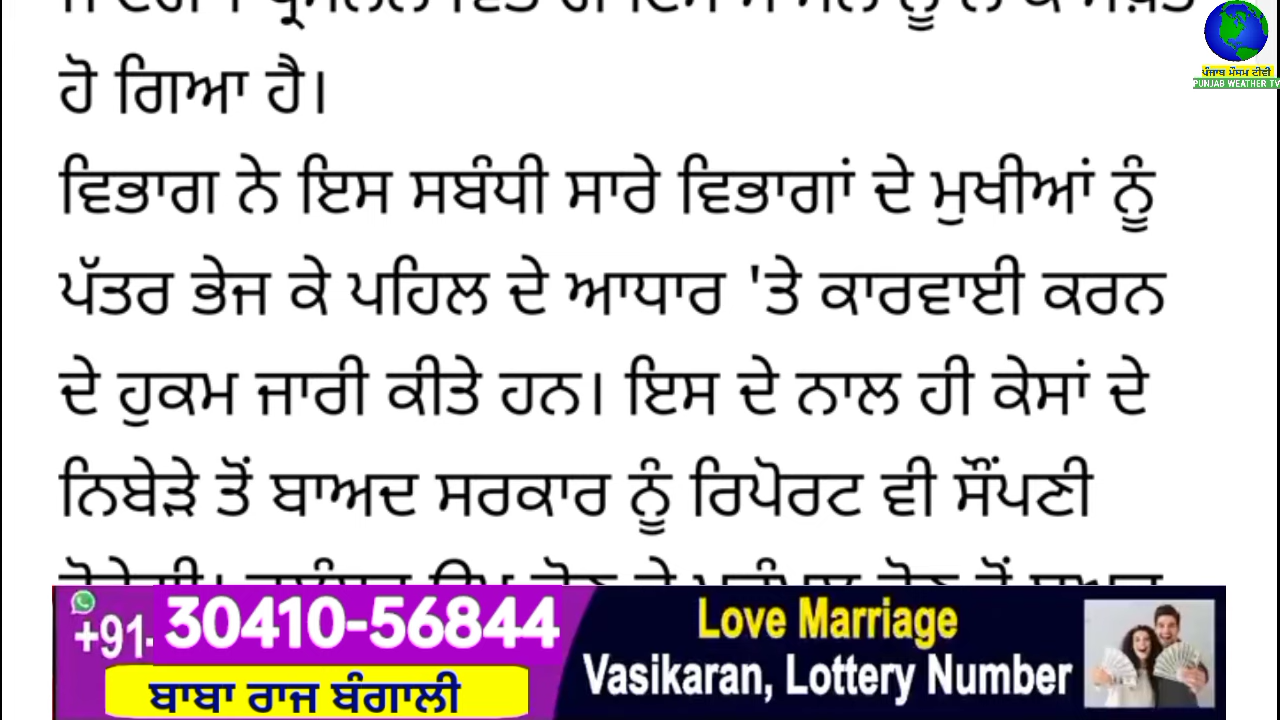 ਹੋ ਗਿਆ ਹੈ।
ਵਿਭਾਗ ਨੇ ਇਸ ਸਬੰਧੀ ਸਾਰੇ ਵਿਭਾਗਾਂ ਦੇ ਮੁਖੀਆਂ ਨੂੰ
ਪੱਤਰ ਭੇਜ ਕੇ ਪਹਿਲ ਦੇ ਆਧਾਰ 'ਤੇ ਕਾਰਵਾਈ ਕਰਨ
ਦੇ ਹੁਕਮ ਜਾਰੀ ਕੀਤੇ ਹਨ। ਇਸ ਦੇ ਨਾਲ ਹੀ ਕੇਸਾਂ ਦੇ
ਨਿਬੇੜੇ ਤੋਂ ਬਾਅਦ ਸਰਕਾਰ ਨੂੰ ਰਿਪੋਰਟ ਵੀ ਸੌਂਪਣੀ
ਪੰਜਾਬ ਮੌਸਮ ਟੀਵੀ
PUNJAB WEATHER TV
+91. 30410-56844
ਬਾਬਾ ਰਾਜ ਬੰਗਾਲੀ
Love Marriage
Vasikaran, Lottery Number